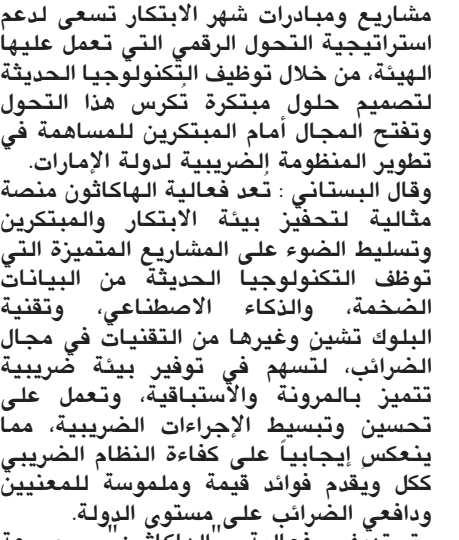 مشاريع ومبادرات شهر الابتكار تسعى لدعم
استراتيجية التحول الرقمي التي تعمل عليها
الهيئة، من خلال توظيف التكنولوجيا الحديثة
لتصميم حلول مبتكرة تُكرس هذا التحول
وتفتح المجال أمام المبتكرين للمساهمة في
تطوير المنظومة الضريبية لدولة الإمارات.
وقال البستاني : تُعد فعالية الهاكاثون منصة
مثالية لتحفيز بيئة الابتكار والمبتكرين
وتسليط الضوء على المشاريع المتميزة التي
توظف التكنولوجيا الحديثة من البيانات
الضخمة، والذكاء الاصطناعي، وتقنية
البلوك تشين وغيرها من التقنيات في مجال
الضرائب، لتسهم في توفير بيئة ضريبية
تتميز بالمرونة والاستباقية، وتعمل على
تحسين وتبسيط الإجراءات الضريبية، مما
ينعكس إيجابياً على كفاءة النظام الضريبي
ككل ويُقدم فوائد قيمة وملموسة للمعنيين
ودافعي الضرائب على مستوى الدولة.